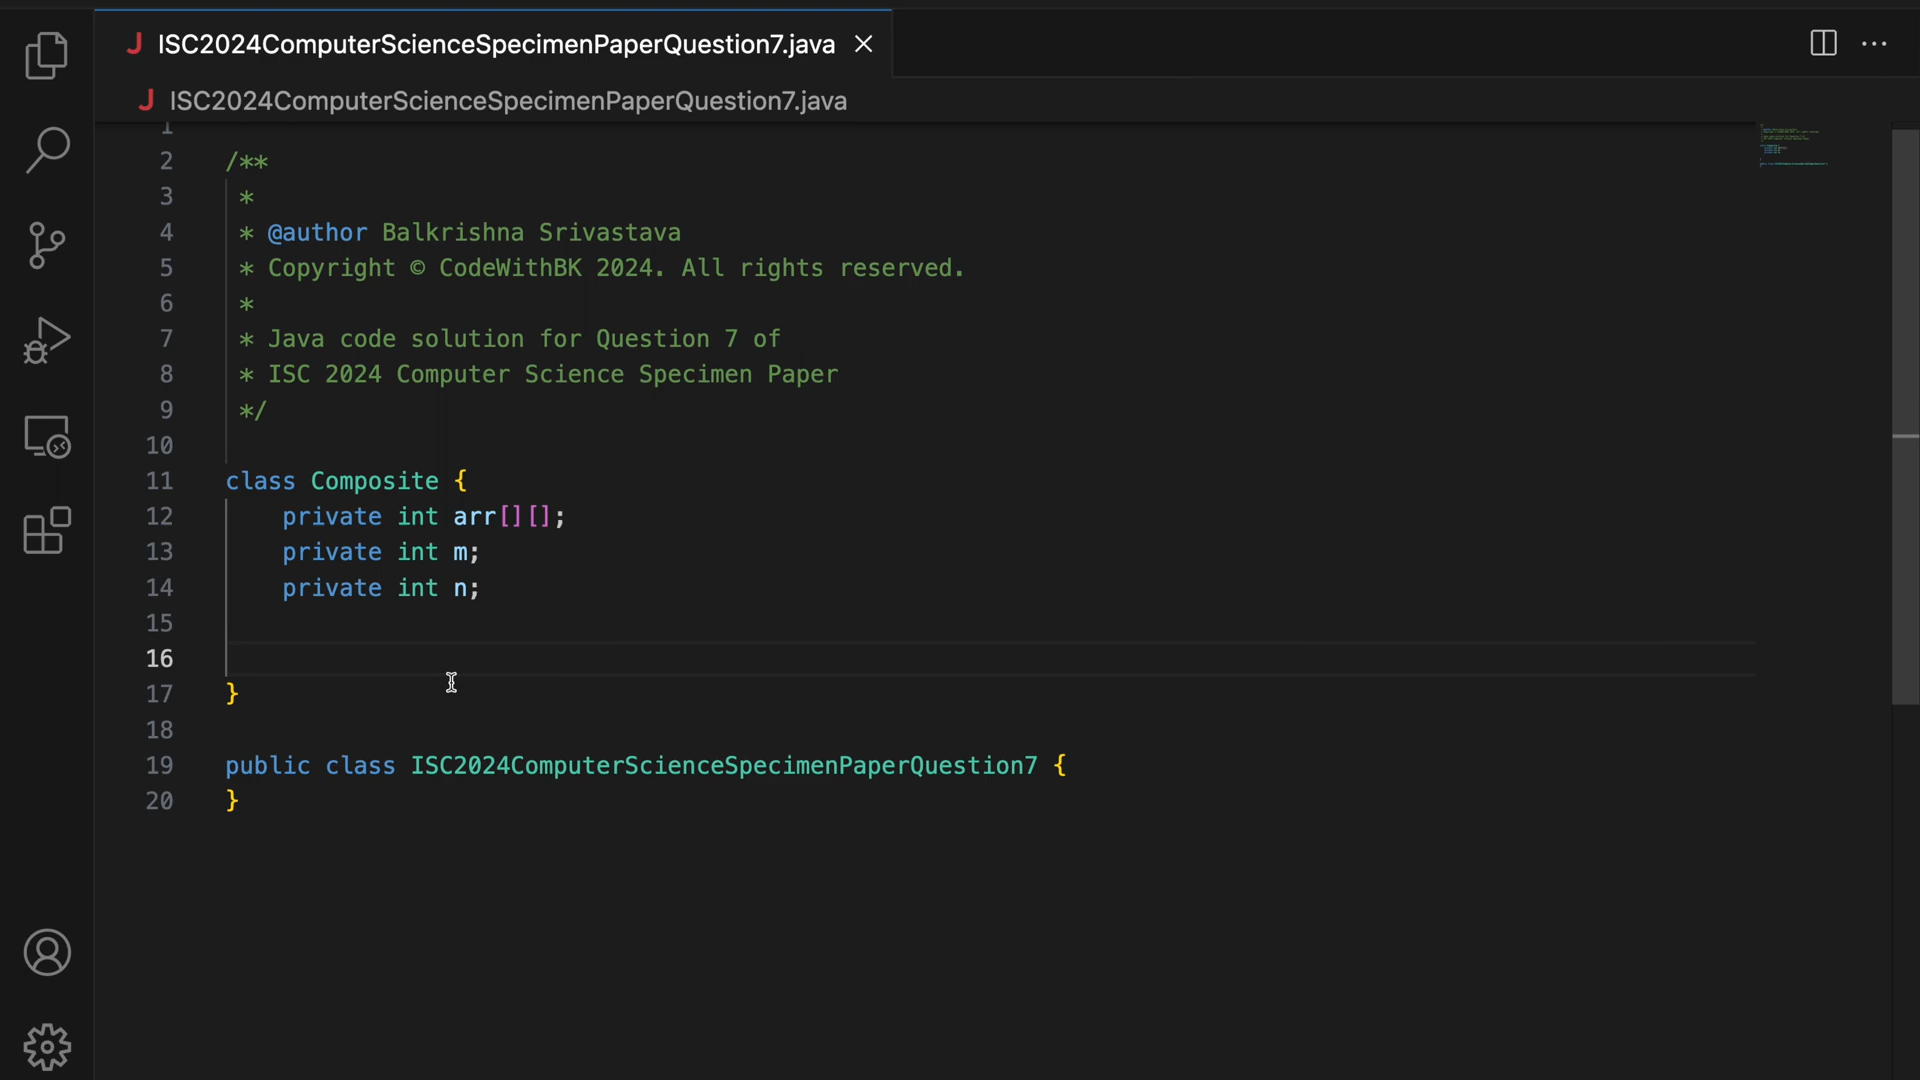 J ISC2024ComputerScienceSpecimenPaperQuestion7.java
J ISC2024ComputerScienceSpecimenPaperQuestion7.java
1
2 /**
3 *
4 * @author Balkrishna Srivastava
5 * Copyright © CodeWithBK 2024. All rights reserved.
6 *
7 * Java code solution for Question 7 of
8 * ISC 2024 Computer Science Specimen Paper
9 */
10
11 class Composite {
12 private int arr[][];
13 private int m;
14 private int n;
15
16
17 }
18
19 public class ISC2024ComputerScienceSpecimenPaperQuestion7 {
20 }